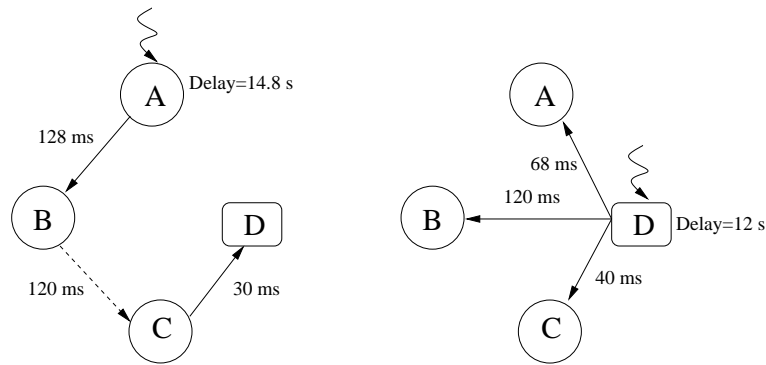 A
Delay=14.8 s
128 ms
B
D
120 ms
30 ms
C
A
68 ms
120 ms
B
D
Delay=12 s
40 ms
C